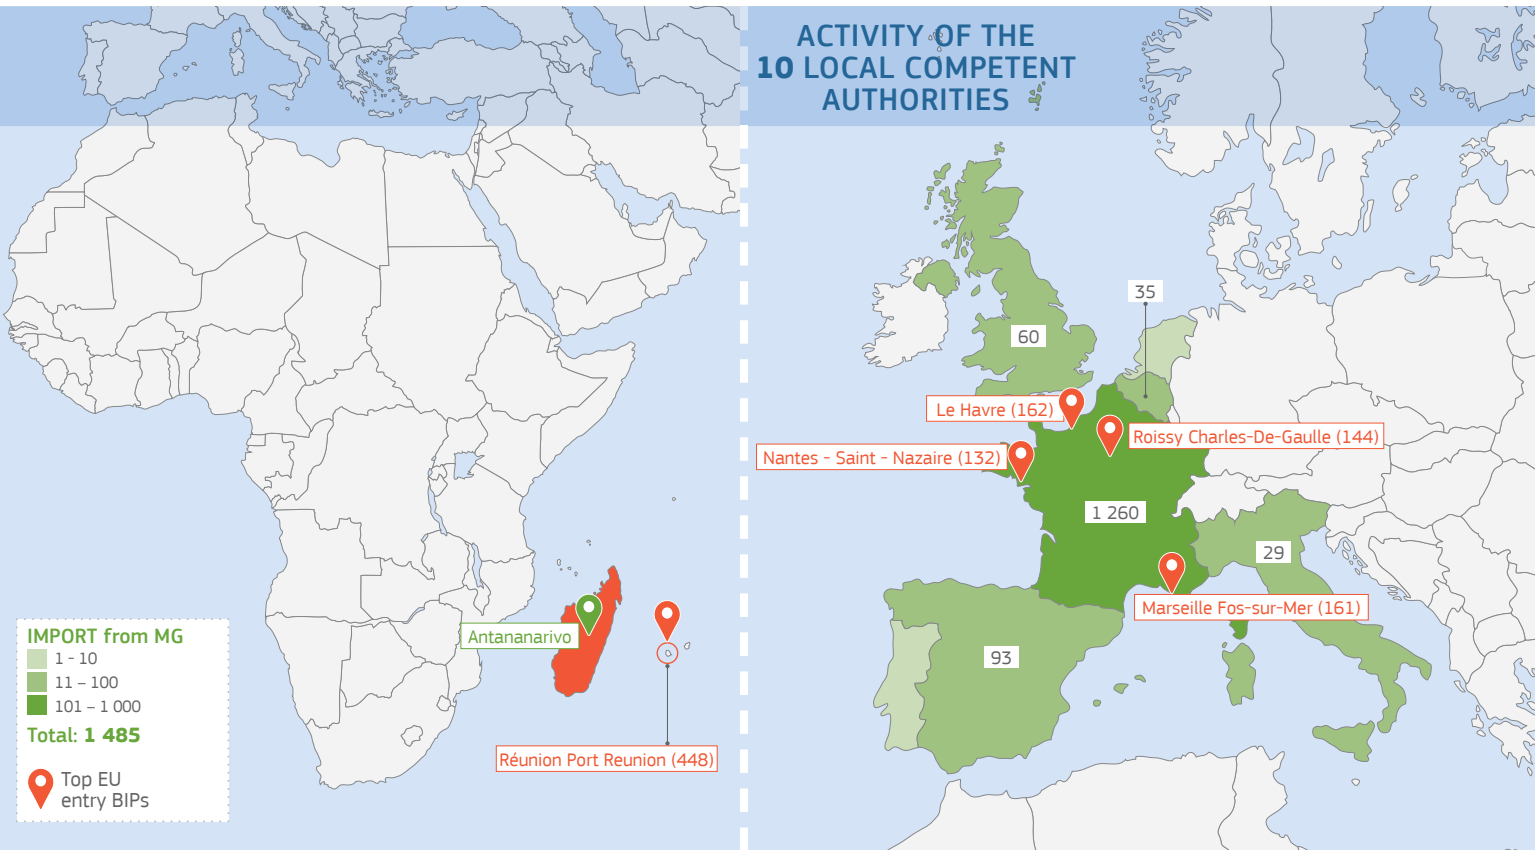 ACTIVITY OF THE
10 LOCAL COMPETENT
AUTHORITIES
35
60
Le Havre (162)
Roissy Charles-De-Gaulle (144)
Nantes - Saint - Nazaire (132)
1 260
29
Marseille Fos-sur-Mer (161)
93
Antananarivo
Réunion Port Reunion (448)
IMPORT from MG
1 - 10
11 – 100
101 – 1 000
Total: 1 485
Top EU
entry BIPs